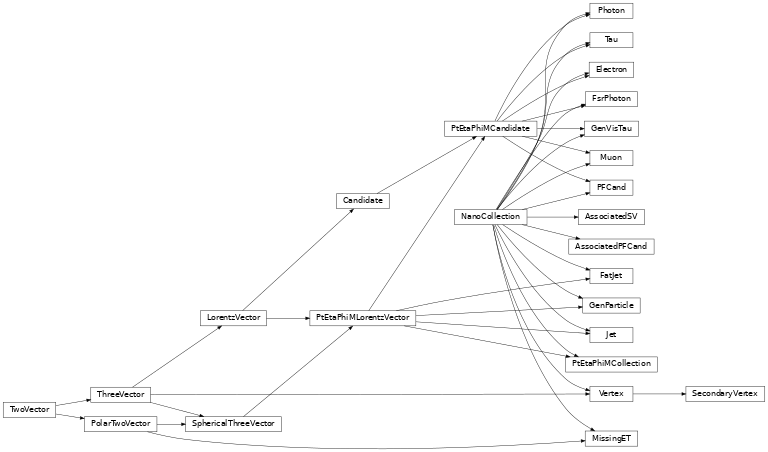 Photon
Tau
Electron
FsrPhoton
PtEtaPhiMCandidate
GenVisTau
Muon
PFCand
Candidate
NanoCollection
AssociatedSV
AssociatedPFCand
FatJet
GenParticle
LorentzVector
PtEtaPhiMLorentzVector
Jet
PtEtaPhiMCollection
ThreeVector
Vertex
SecondaryVertex
TwoVector
PolarTwoVector
SphericalThreeVector
MissingET